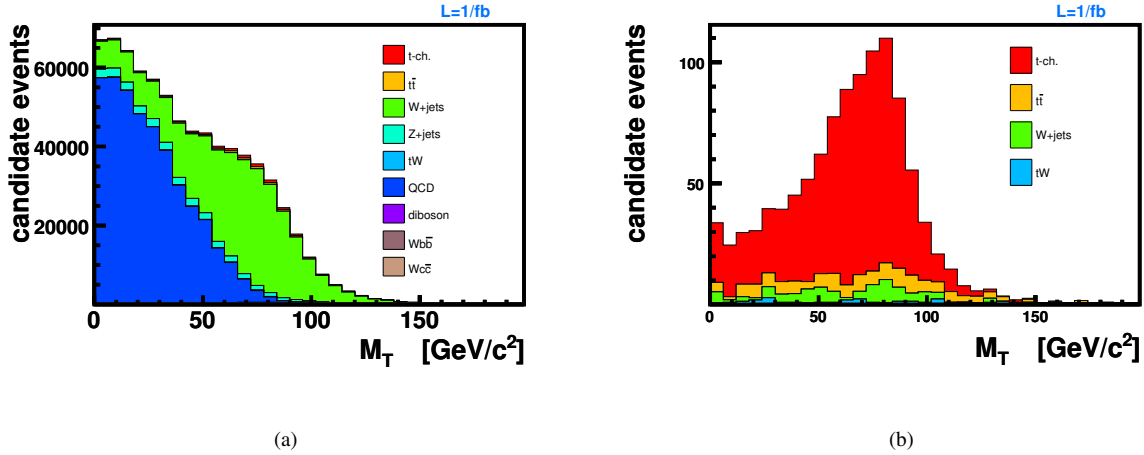 L=1/fb
candidate events
60000
40000
20000
0
50
100
150
M_T [GeV/c²]
t-ch.
tt̅
W+jets
Z+jets
tW
QCD
diboson
Wbb̅
Wcc̅
(a)
L=1/fb
candidate events
100
50
0
50
100
150
M_T [GeV/c²]
t-ch.
tt̅
W+jets
tW
(b)